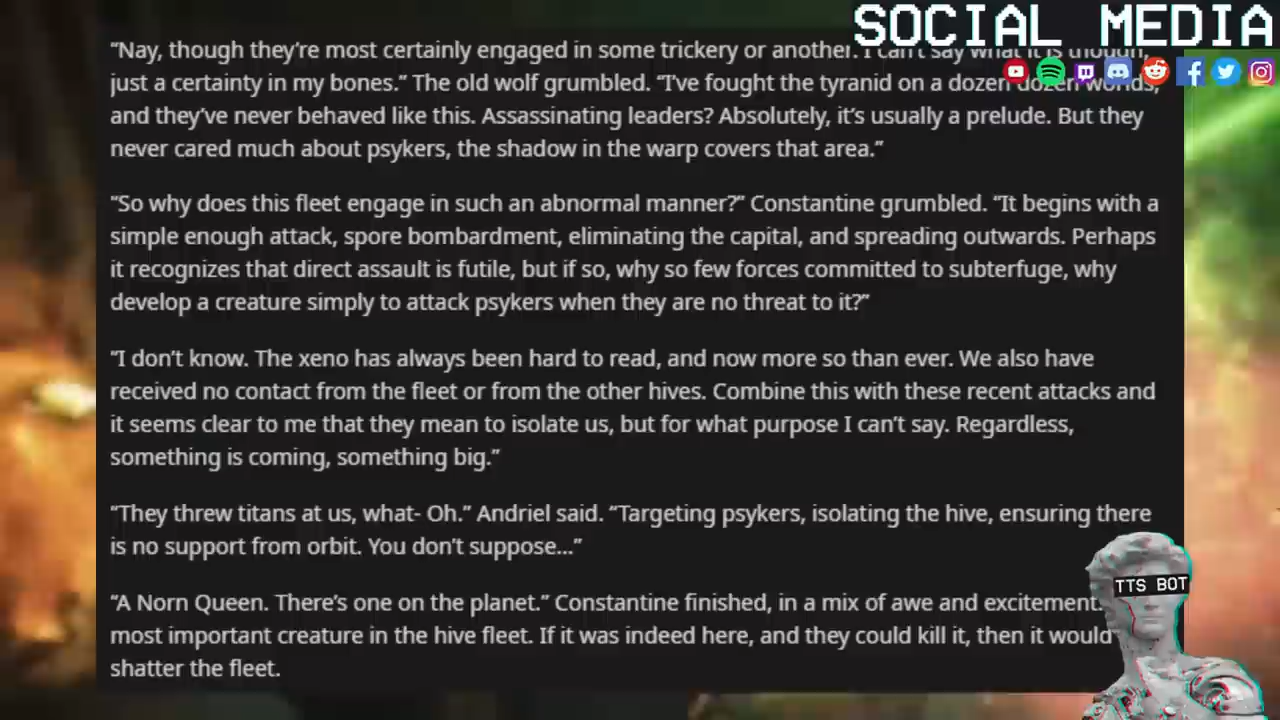 SOCIAL MEDIA
“Nay, though they’re most certainly engaged in some trickery or another. I can’t say what it is though,
just a certainty in my bones.” The old wolf grumbled. “I’ve fought the tyranid on a dozen dozen worlds,
and they’ve never behaved like this. Assassinating leaders? Absolutely, it’s usually a prelude. But they
never cared much about psykers, the shadow in the warp covers that area.”
“So why does this fleet engage in such an abnormal manner?” Constantine grumbled. “It begins with a
simple enough attack, spore bombardment, eliminating the capital, and spreading outwards. Perhaps
it recognizes that direct assault is futile, but if so, why so few forces committed to subterfuge, why
develop a creature simply to attack psykers when they are no threat to it?”
“I don’t know. The xeno has always been hard to read, and now more so than ever. We also have
received no contact from the fleet or from the other hives. Combine this with these recent attacks and
it seems clear to me that they mean to isolate us, but for what purpose I can’t say. Regardless,
something is coming, something big.”
“They threw titans at us, what- Oh.” Andriel said. “Targeting psykers, isolating the hive, ensuring there
is no support from orbit. You don’t suppose…”
“A Norn Queen. There’s one on the planet.” Constantine finished, in a mix of awe and excitement.
most important creature in the hive fleet. If it was indeed here, and they could kill it, then it would
shatter the fleet.
TTS BOT